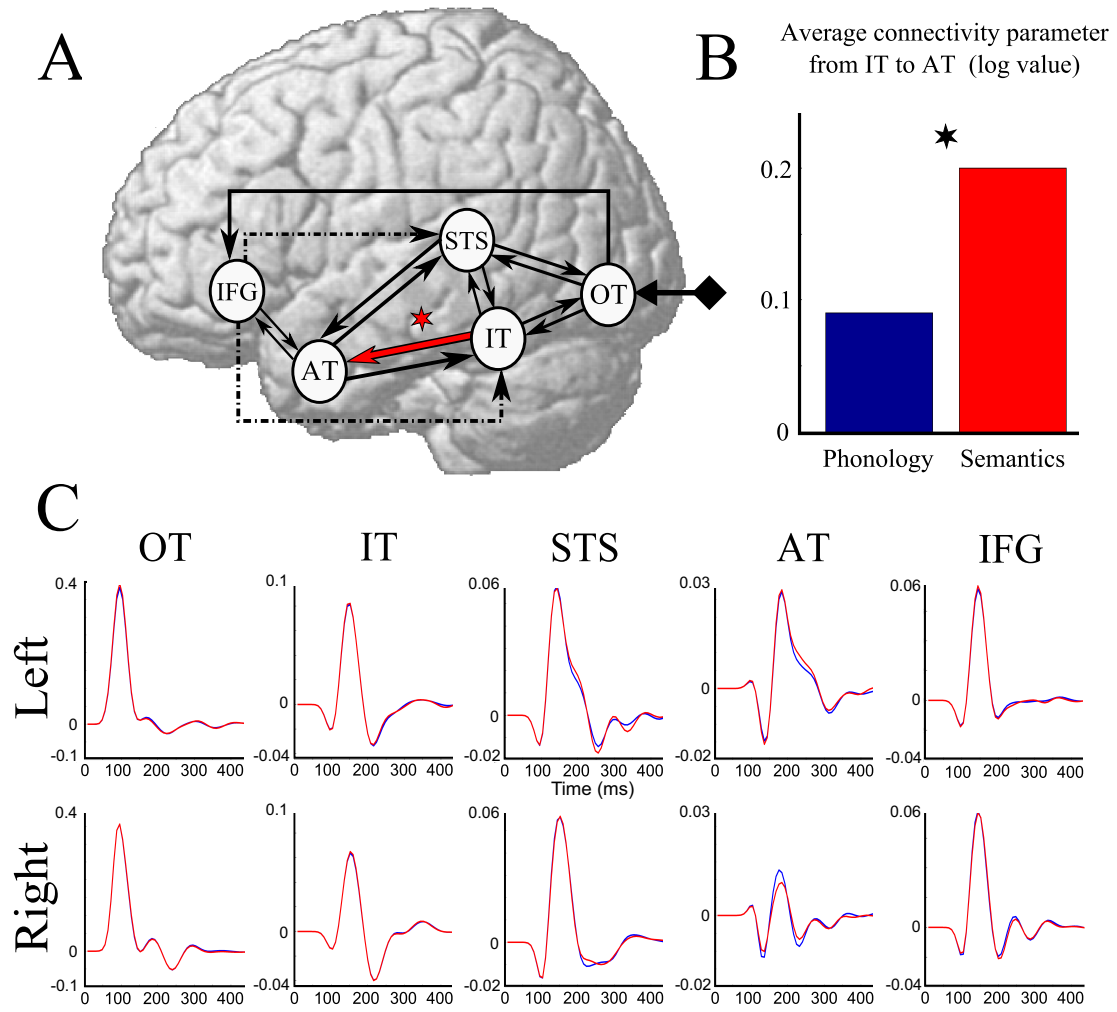 A
B
Average connectivity parameter
from IT to AT (log value)
STS
IFG
OT
IT
AT
0.2
0.1
0
Phonology Semantics
C
OT IT STS AT IFG
Left
0.4
0
-0.1
0 100 200 300 400
0.1
0
-0.04
0 100 200 300 400
0.06
0
-0.02
0 100 200 300 400
Time (ms)
0.03
0
-0.02
0 100 200 300 400
0.06
0
-0.04
0 100 200 300 400
Right
0.4
0
-0.1
0 100 200 300 400
0.1
0
-0.04
0 100 200 300 400
0.06
0
-0.02
0 100 200 300 400
0.03
0
-0.02
0 100 200 300 400
0.06
0
-0.04
0 100 200 300 400